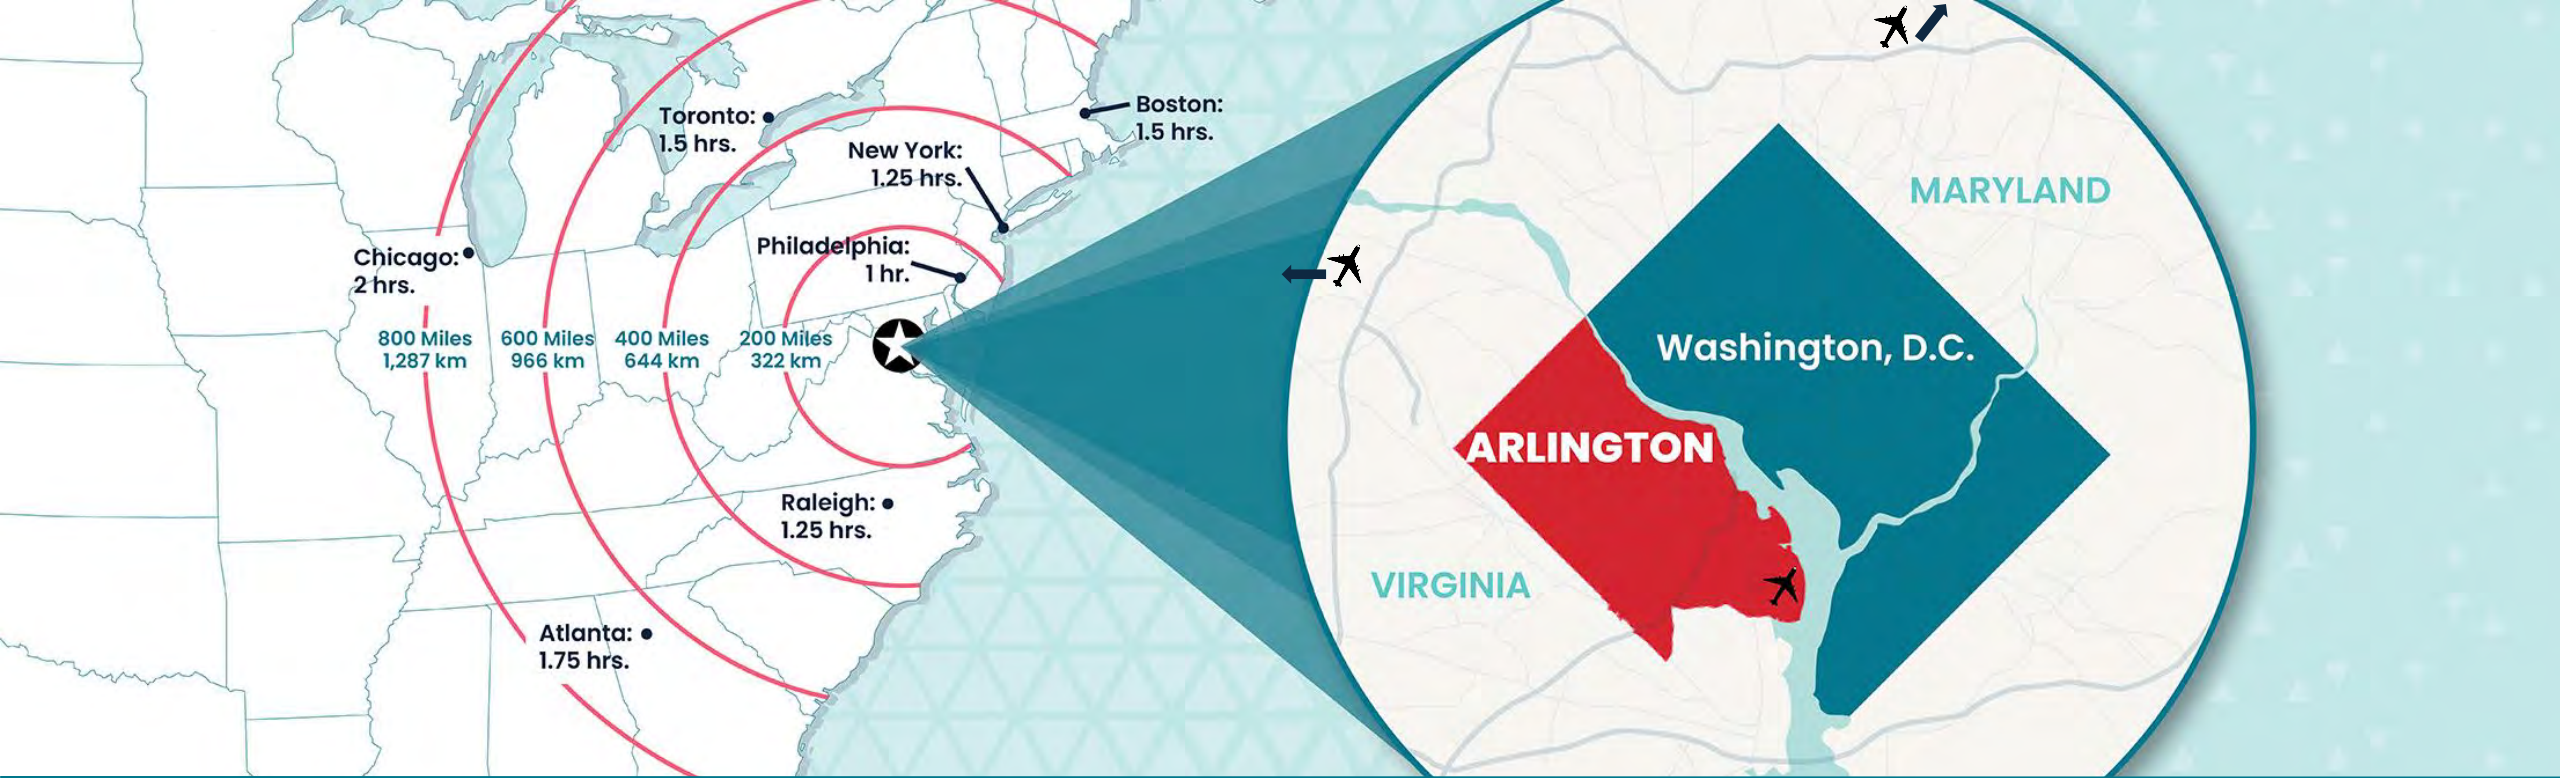 Toronto:
1.5 hrs.
Boston:
1.5 hrs.
New York:
1.25 hrs.
Chicago:
2 hrs.
Philadelphia:
1 hr.
800 Miles
1,287 km
600 Miles
966 km
400 Miles
644 km
200 Miles
322 km
Raleigh:
1.25 hrs.
Atlanta:
1.75 hrs.
MARYLAND
Washington, D.C.
ARLINGTON
VIRGINIA